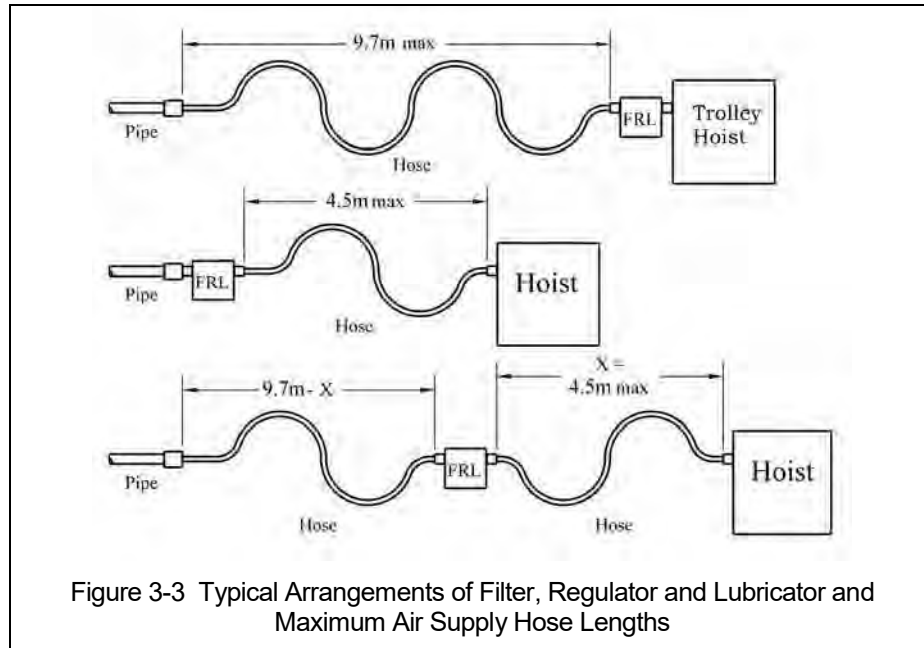 9.7m max
Pipe
Hose
FRL
Trolley
Hoist
4.5m max
Pipe
FRL
Hose
Hoist
9.7m - X
X =
4.5m max
Pipe
Hose
FRL
Hose
Hoist
Figure 3-3 Typical Arrangements of Filter, Regulator and Lubricator and
Maximum Air Supply Hose Lengths